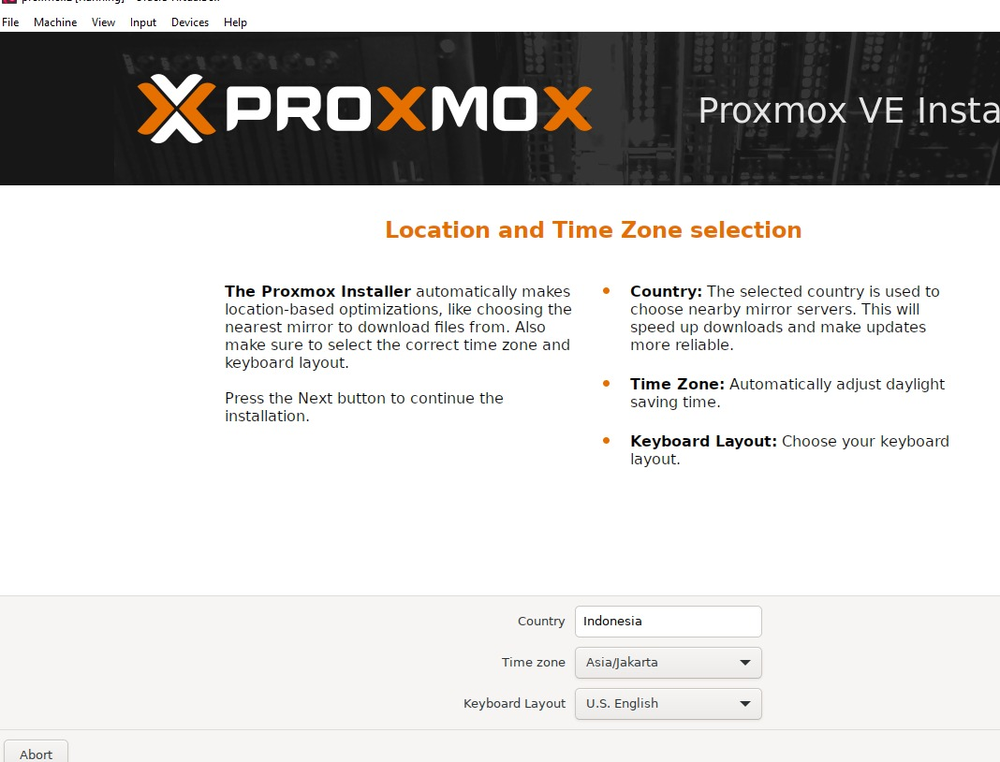 File Machine View Input Devices Help
PROXMOX
Proxmox VE Insta
Location and Time Zone selection
The Proxmox Installer automatically makes
location-based optimizations, like choosing the
nearest mirror to download files from. Also
make sure to select the correct time zone and
keyboard layout.
Press the Next button to continue the
installation.
Country: The selected country is used to
choose nearby mirror servers. This will
speed up downloads and make updates
more reliable.
Time Zone: Automatically adjust daylight
saving time.
Keyboard Layout: Choose your keyboard
layout.
Country Indonesia
Time zone Asia/Jakarta
Keyboard Layout U.S. English
Abort